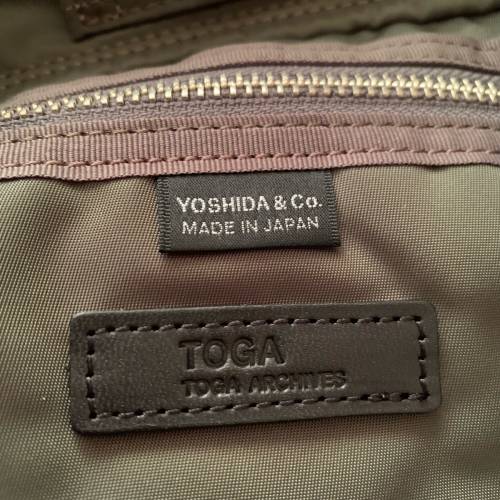 YOSHIDA & Co.
MADE IN JAPAN
TOGA
TOGA ARCHIVES